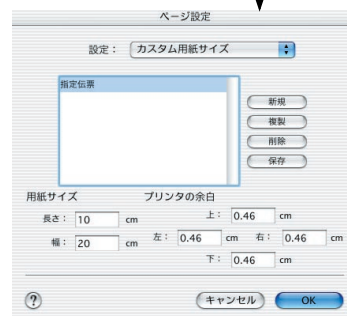 ページ設定
設定： カスタム用紙サイズ
指定伝票
新規
複製
削除
保存
用紙サイズ
プリンタの余白
長さ： 10 cm
上： 0.46 cm
幅： 20 cm
左： 0.46 cm 右： 0.46 cm
下： 0.46 cm
? キャンセル OK